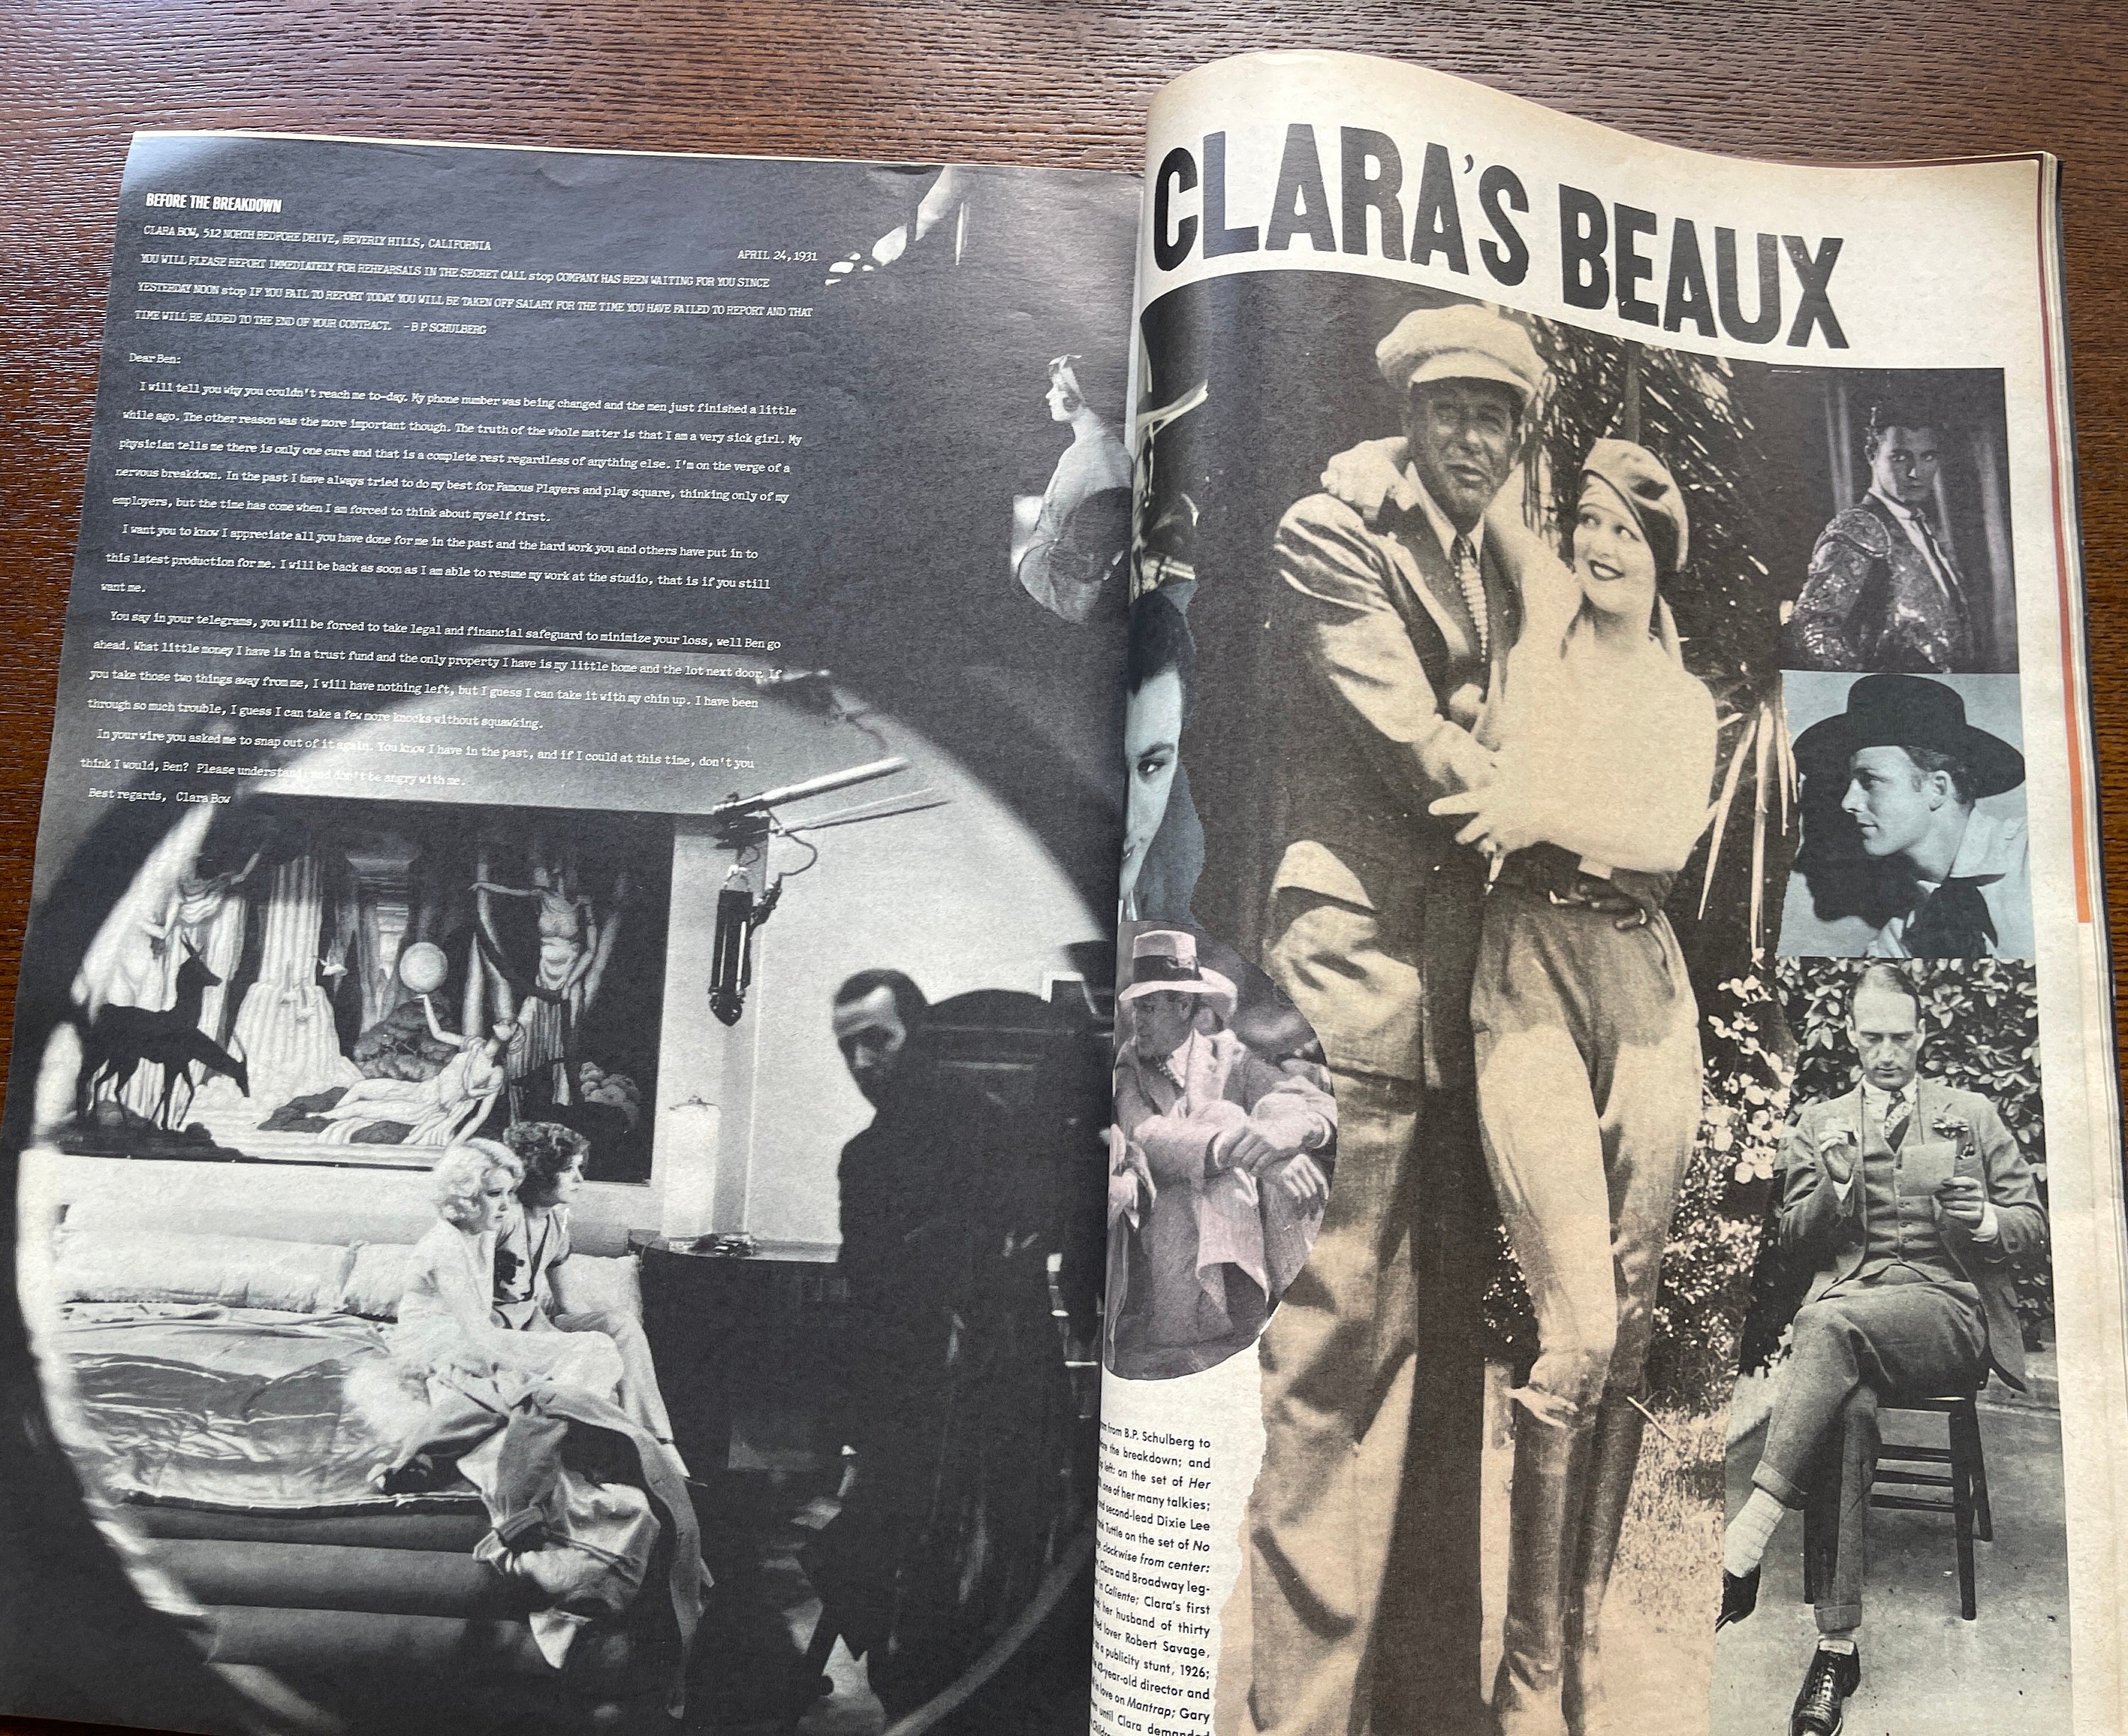 BEFORE THE BREAKDOWN
CLARA BOW, 512 NORTH BEDFORE DRIVE, BEVERLY HILLS, CALIFORNIA
APRIL 24, 1931
YOU WILL PLEASE REPORT IMMEDIATELY FOR REHEARSALS IN THE SECRET CALL stop COMPANY HAS BEEN WAITING FOR YOU SINCE
YESTERDAY NOON stop IF YOU FAIL TO REPORT TODAY YOU WILL BE TAKEN OFF SALARY FOR THE TIME YOU HAVE FAILED TO REPORT AND THAT
TIME WILL BE ADDED TO THE END OF YOUR CONTRACT. -B P SCHULBERG
Dear Ben:
I will tell you why you couldn't reach me to-day. My phone number was being changed and the men just finished a little
while ago. The other reason was the more important though. The truth of the whole matter is that I am a very sick girl. My
physician tells me there is only one cure and that is a complete rest regardless of anything else. I'm on the verge of a
nervous breakdown. In the past I have always tried to do my best for Famous Players and play square, thinking only of my
employers, but the time has come when I am forced to think about myself first.
I want you to know I appreciate all you have done for me in the past and the hard work you and others have put in to
this latest production for me. I will be back as soon as I am able to resume my work at the studio, that is if you still
want me.
You say in your telegrams, you will be forced to take legal and financial safeguard to minimize your loss, well Ben go
ahead. What little money I have is in a trust fund and the only property I have is my little home and the lot next door. If
you take those two things away from me, I will have nothing left, but I guess I can take it with my chin up. I have been
through so much trouble, I guess I can take a few more knocks without squawking.
In your wire you asked me to snap out of it again. You know I have in the past, and if I could at this time, don't you
think I would, Ben? Please understand, and don't be angry with me.
Best regards, Clara Bow
CLARA'S BEAUX
from B.P. Schulberg to
the breakdown; and
left: on the set of Her
one of her many talkies;
second-lead Dixie Lee
Tuttle on the set of No
clockwise from center:
Clara and Broadway leg-
in Caliente; Clara's first
her husband of thirty
lover Robert Savage,
a publicity stunt, 1926;
-year-old director and
in love on Mantrap; Gary
until Clara demanded